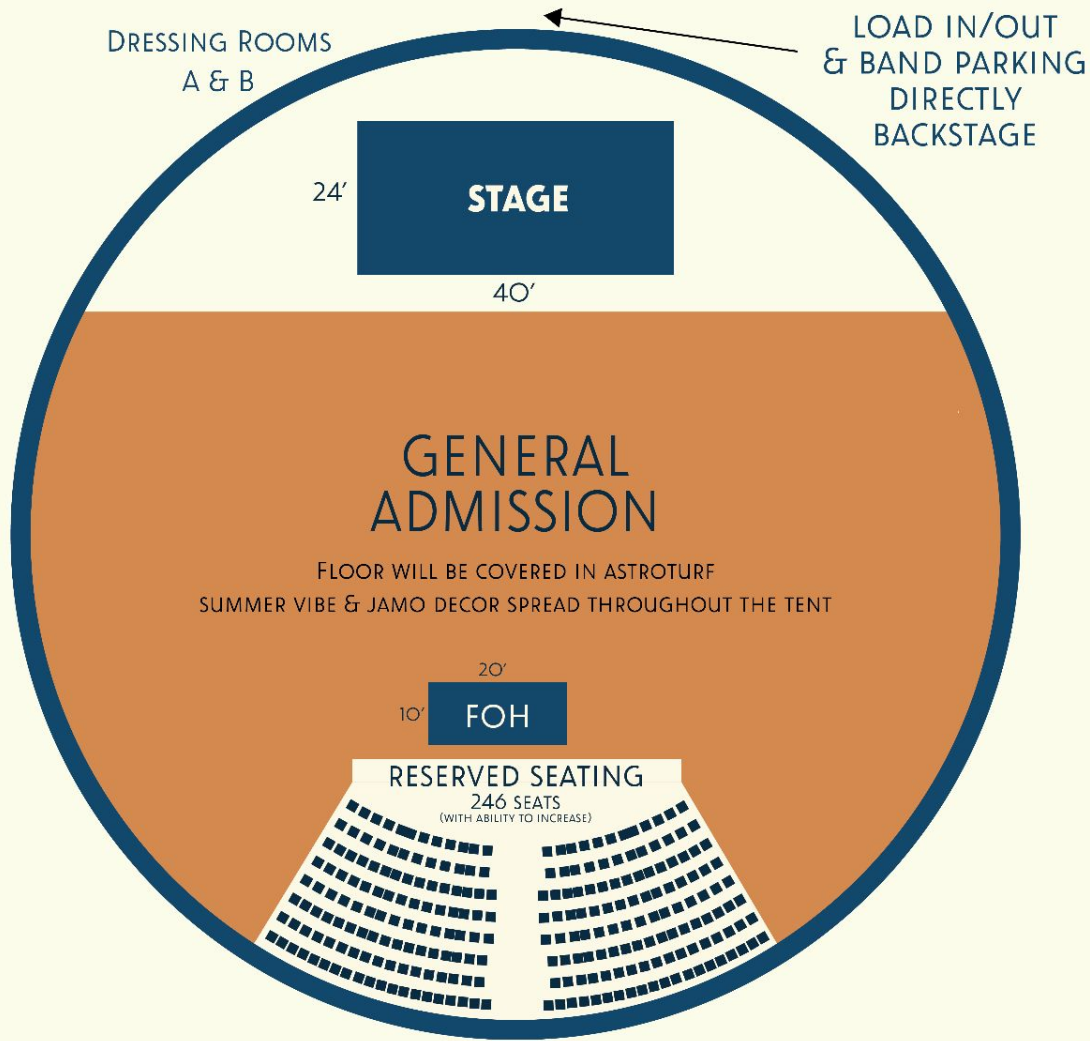 DRESSING ROOMS
A & B
LOAD IN/OUT
& BAND PARKING
DIRECTLY
BACKSTAGE
24'
STAGE
40'
GENERAL
ADMISSION
FLOOR WILL BE COVERED IN ASTROTURF
SUMMER VIBE & JAMO DECOR SPREAD THROUGHOUT THE TENT
20'
10'
FOH
RESERVED SEATING
246 SEATS
(WITH ABILITY TO INCREASE)